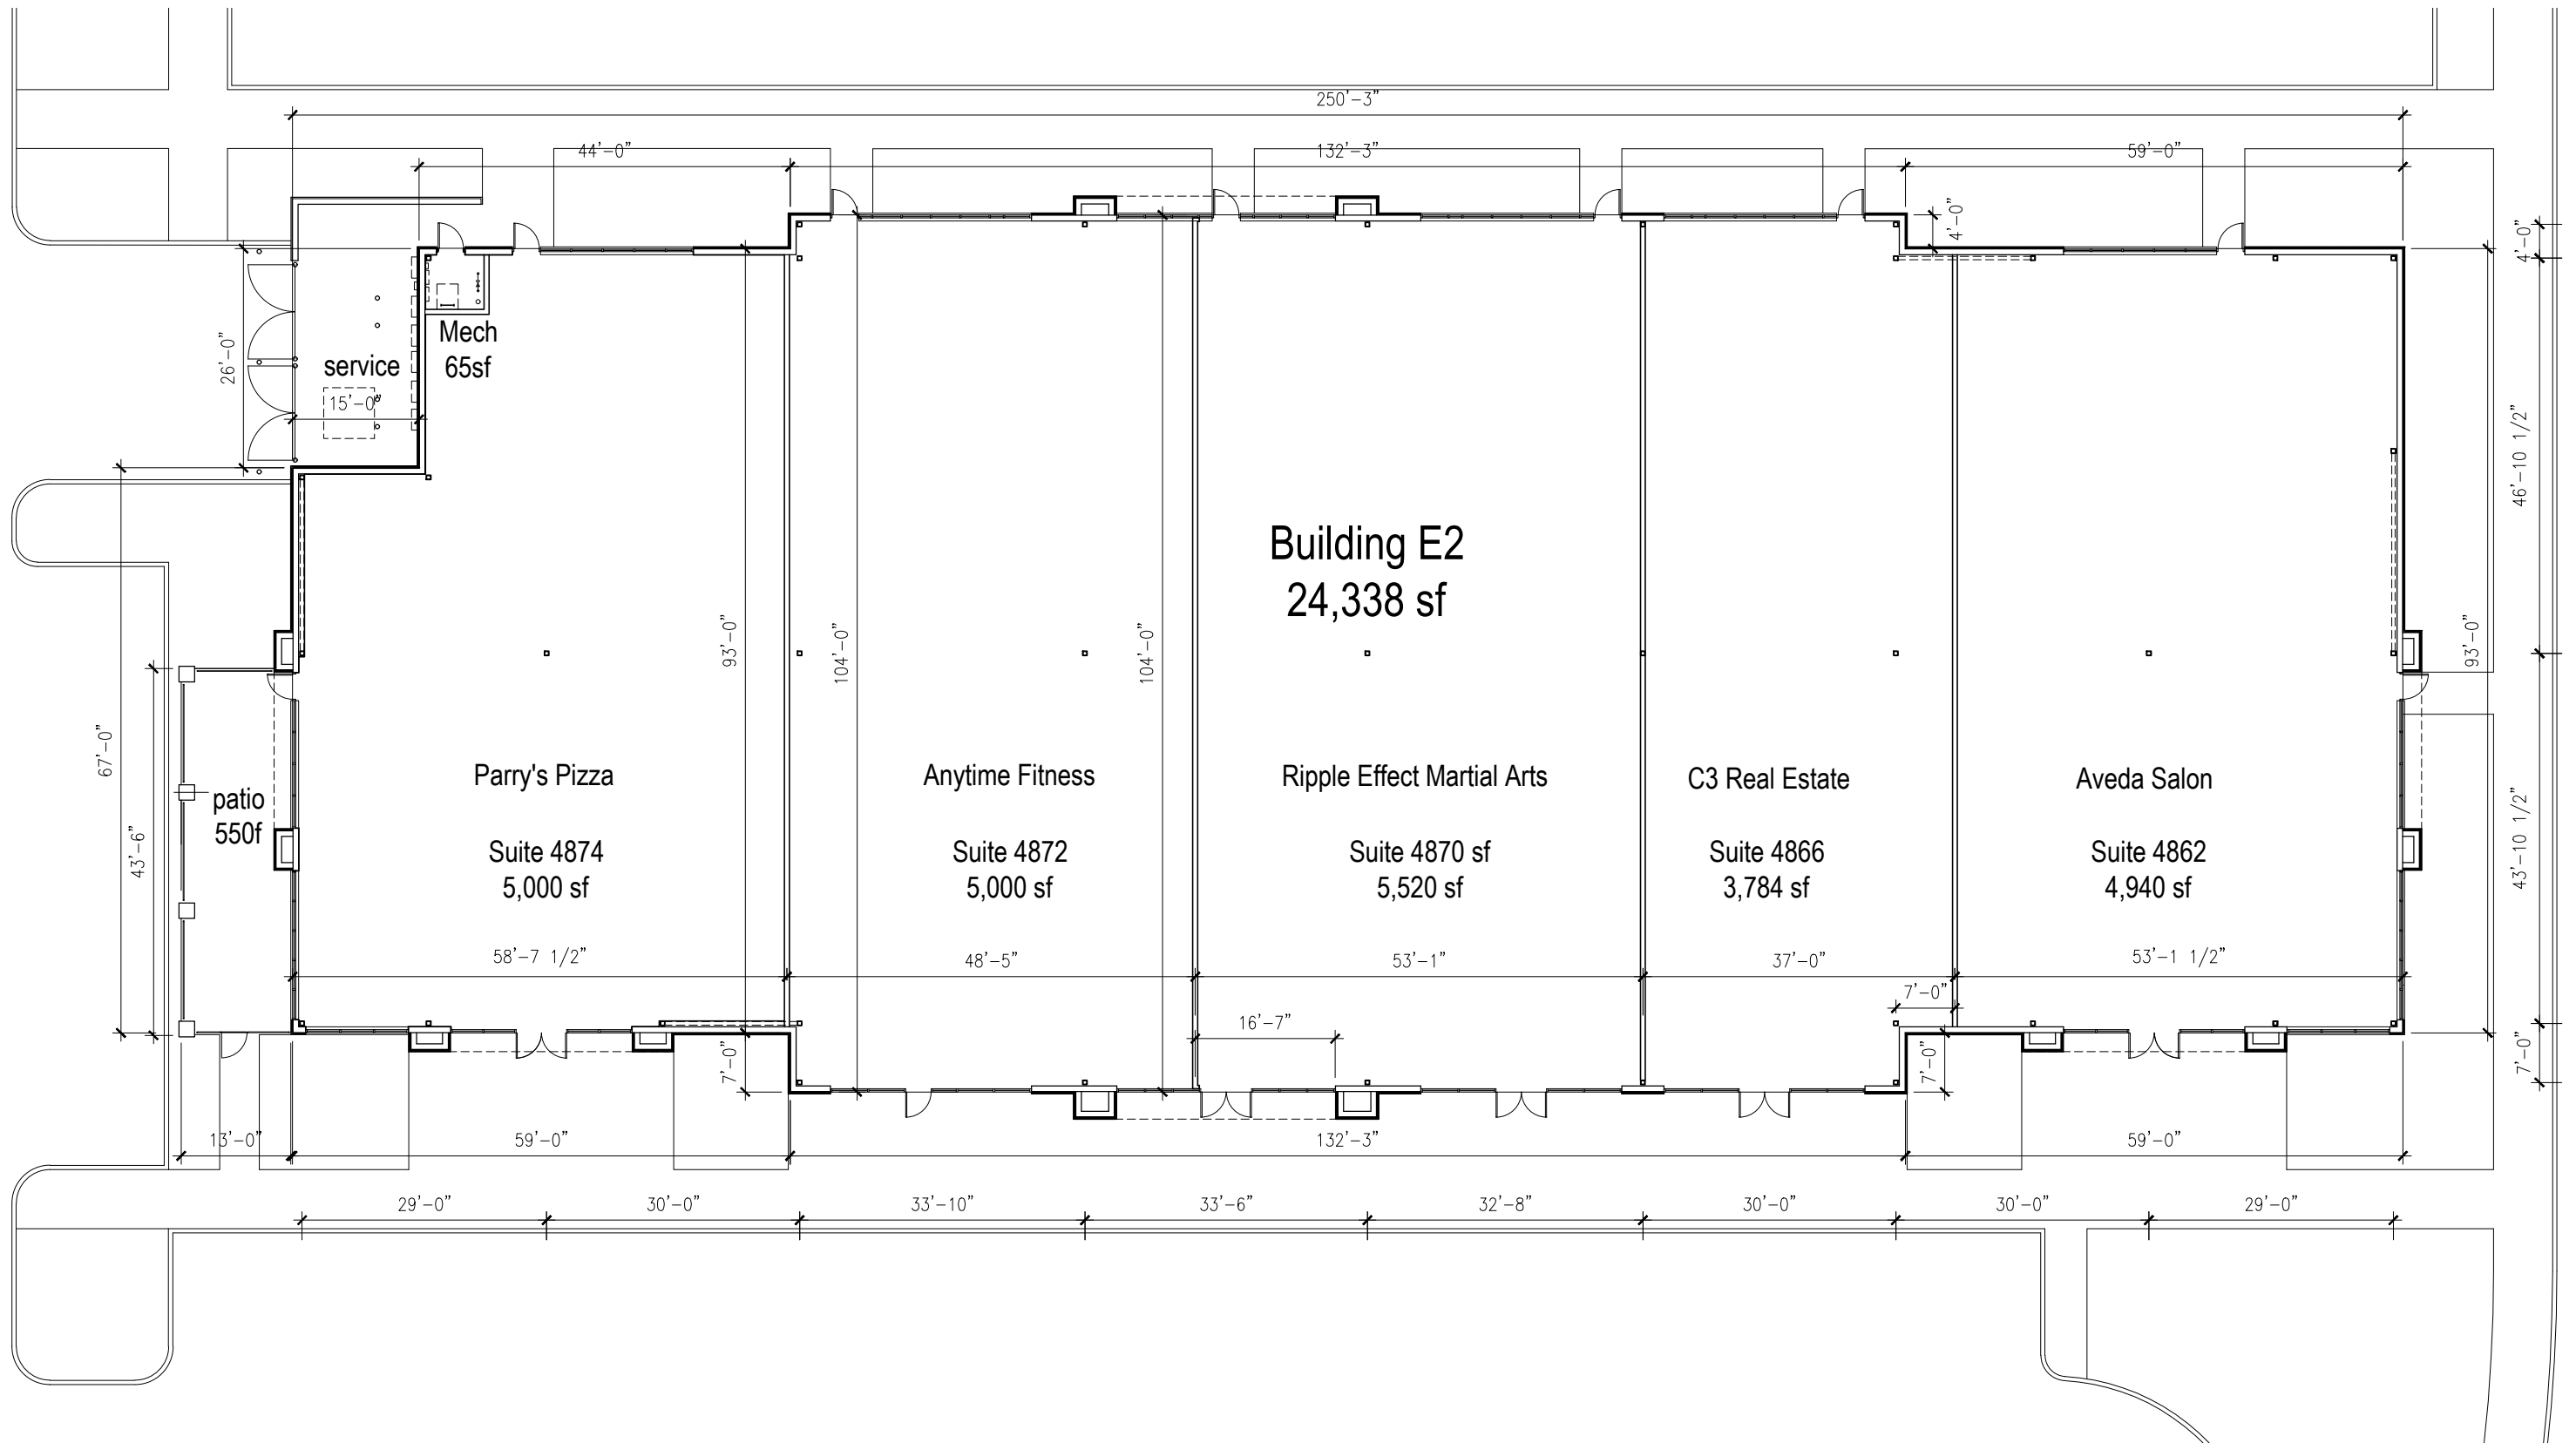 250'-3"
44'-0"
132'-3"
59'-0"
4'-0"
4'-0"
Mech
65sf
service
26'-0"
15'-0"
46'-10 1/2"
Building E2
24,338 sf
93'-0"
104'-0"
104'-0"
93'-0"
67'-0"
43'-6"
patio
550f
Parry's Pizza
Suite 4874
5,000 sf
Anytime Fitness
Suite 4872
5,000 sf
Ripple Effect Martial Arts
Suite 4870 sf
5,520 sf
C3 Real Estate
Suite 4866
3,784 sf
Aveda Salon
Suite 4862
4,940 sf
43'-10 1/2"
58'-7 1/2"
48'-5"
53'-1"
37'-0"
53'-1 1/2"
7'-0"
16'-7"
7'-0"
7'-0"
7'-0"
13'-0"
59'-0"
132'-3"
59'-0"
29'-0"
30'-0"
33'-10"
33'-6"
32'-8"
30'-0"
30'-0"
29'-0"